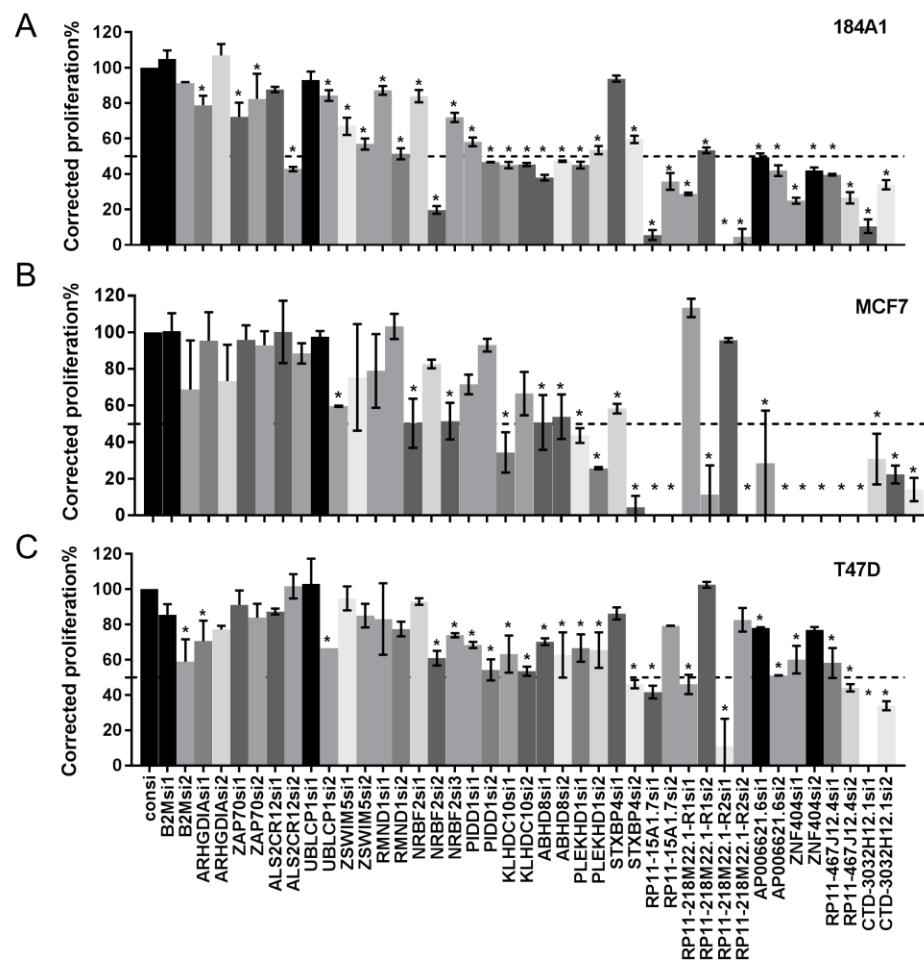 A
184A1
Corrected proliferation%
120
100
80
60
40
20
0
* * * * * * * * * * * * * * * * * * * * * * * * * * * * * * * * * * *
B
MCF7
Corrected proliferation%
120
100
80
60
40
20
0
* * * * * * * * * * * * * * * * * * * * * * *
C
T47D
Corrected proliferation%
120
100
80
60
40
20
0
* * * * * * * * * * * * * * * * * * * * * * * * *
consi
B2Msi1
B2Msi2
ARHGDIAsi1
ARHGDIAsi2
ZAP70si1
ZAP70si2
ALS2CR12si1
ALS2CR12si2
UBLCP1si1
UBLCP1si2
ZSWIM5si1
ZSWIM5si2
RMND1si1
RMND1si2
NRBF2si1
NRBF2si2
NRBF2si3
PIDD1si1
PIDD1si2
KLHDC10si1
KLHDC10si2
ABHD8si1
ABHD8si2
PLEKHD1si1
PLEKHD1si2
STXBP4si1
STXBP4si2
RP11-15A1.7si1
RP11-15A1.7si2
RP11-218M22.1-R1si1
RP11-218M22.1-R1si2
RP11-218M22.1-R2si1
RP11-218M22.1-R2si2
AP006621.6si1
AP006621.6si2
ZNF404si1
ZNF404si2
RP11-467J12.4si1
RP11-467J12.4si2
CTD-3032H12.1si1
CTD-3032H12.1si2